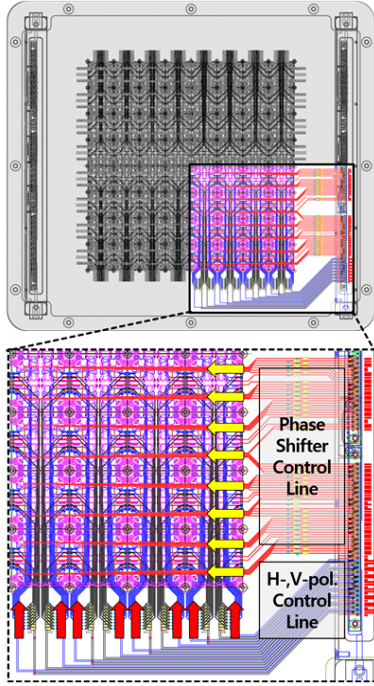 Phase
Shifter
Control
Line
H-,V-pol.
Control
Line